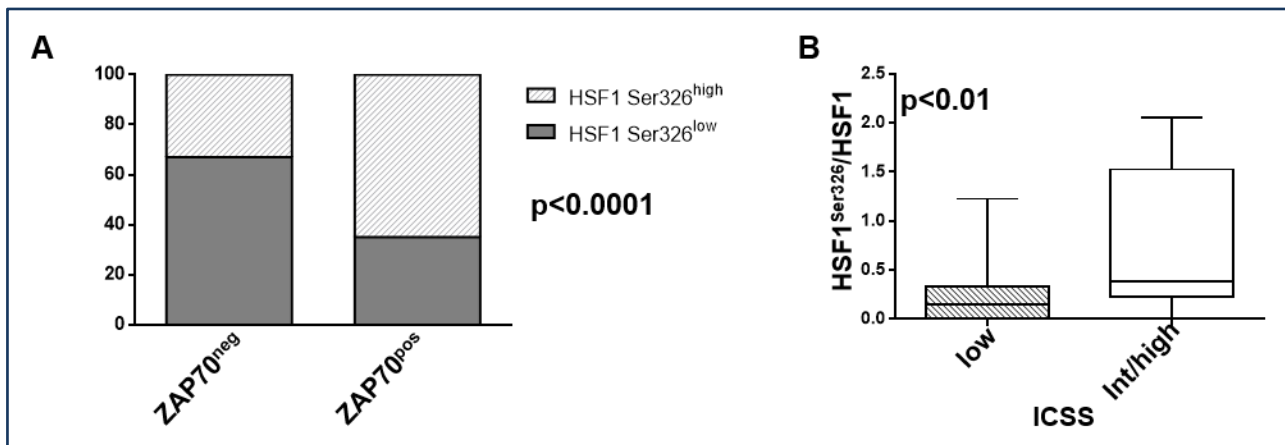 A
100
80
60
40
20
0
ZAP70neg
ZAP70pos
HSF1 Ser326high
HSF1 Ser326low
p<0.0001
B
HSF1Ser326/HSF1
2.5
2.0
1.5
1.0
0.5
0.0
p<0.01
low
Int/high
ICSS